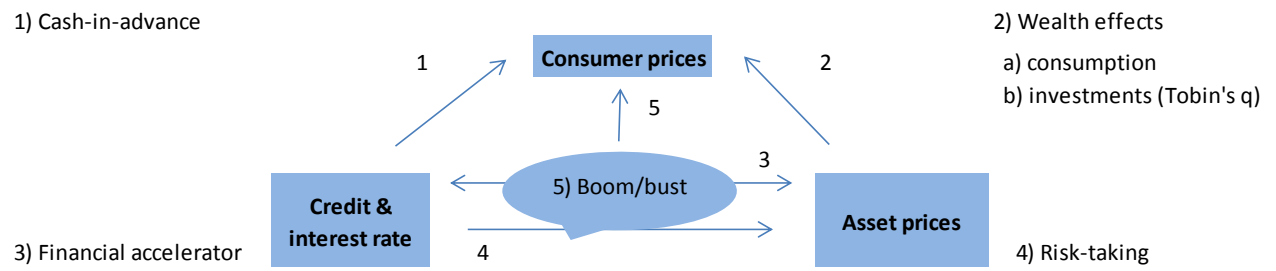 1) Cash-in-advance
2) Wealth effects
Consumer prices
1
2
a) consumption
b) investments (Tobin's q)
5
3
5) Boom/bust
Credit &
interest rate
Asset prices
3) Financial accelerator
4
4) Risk-taking